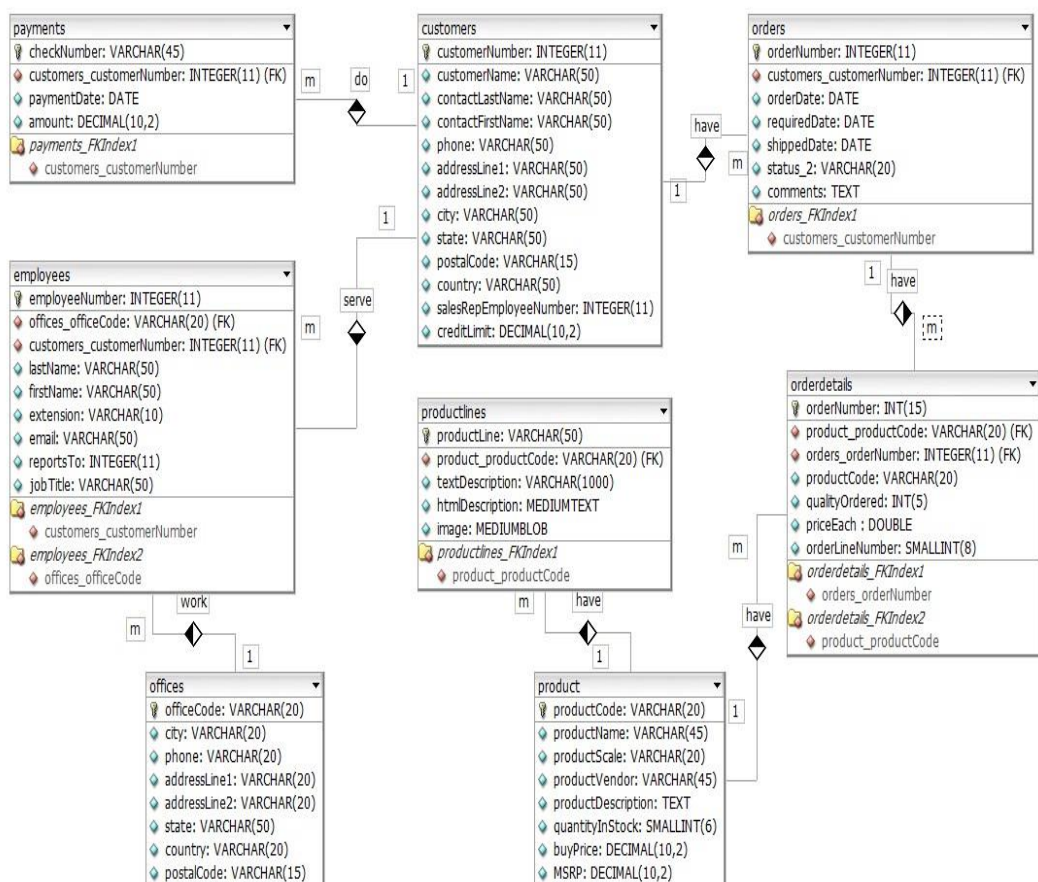 payments
checkNumber: VARCHAR(45)
customers_customerNumber: INTEGER(11) (FK)
paymentDate: DATE
amount: DECIMAL(10,2)
payments_FKIndex1
customers_customerNumber
m
do
1
customers
customerNumber: INTEGER(11)
customerName: VARCHAR(50)
contactLastName: VARCHAR(50)
contactFirstName: VARCHAR(50)
phone: VARCHAR(50)
addressLine1: VARCHAR(50)
addressLine2: VARCHAR(50)
city: VARCHAR(50)
state: VARCHAR(50)
postalCode: VARCHAR(15)
country: VARCHAR(50)
salesRepEmployeeNumber: INTEGER(11)
creditLimit: DECIMAL(10,2)
have
m
1
orders
orderNumber: INTEGER(11)
customers_customerNumber: INTEGER(11) (FK)
orderDate: DATE
requiredDate: DATE
shippedDate: DATE
status_2: VARCHAR(20)
comments: TEXT
orders_FKIndex1
customers_customerNumber
1
have
m
employees
employeeNumber: INTEGER(11)
offices_officeCode: VARCHAR(20) (FK)
customers_customerNumber: INTEGER(11) (FK)
lastName: VARCHAR(50)
firstName: VARCHAR(50)
extension: VARCHAR(10)
email: VARCHAR(50)
reportsTo: INTEGER(11)
jobTitle: VARCHAR(50)
employees_FKIndex1
customers_customerNumber
employees_FKIndex2
offices_officeCode
1
serve
m
productlines
productLine: VARCHAR(50)
product_productCode: VARCHAR(20) (FK)
textDescription: VARCHAR(1000)
htmlDescription: MEDIUMTEXT
image: MEDIUMBLOB
productlines_FKIndex1
product_productCode
orderdetails
orderNumber: INT(15)
product_productCode: VARCHAR(20) (FK)
orders_orderNumber: INTEGER(11) (FK)
productCode: VARCHAR(20)
qualityOrdered: INT(5)
priceEach : DOUBLE
orderLineNumber: SMALLINT(8)
orderdetails_FKIndex1
orders_orderNumber
orderdetails_FKIndex2
product_productCode
work
m
1
m
have
1
m
have
1
offices
officeCode: VARCHAR(20)
city: VARCHAR(20)
phone: VARCHAR(20)
addressLine1: VARCHAR(20)
addressLine2: VARCHAR(20)
state: VARCHAR(50)
country: VARCHAR(20)
postalCode: VARCHAR(15)
product
productCode: VARCHAR(20)
productName: VARCHAR(45)
productScale: VARCHAR(20)
productVendor: VARCHAR(45)
productDescription: TEXT
quantityInStock: SMALLINT(6)
buyPrice: DECIMAL(10,2)
MSRP: DECIMAL(10,2)